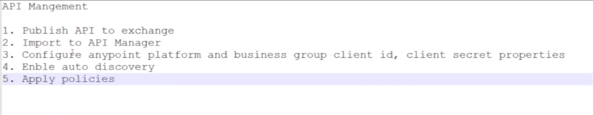 API Mangement
1. Publish API to exchange
2. Import to API Manager
3. Configure anypoint platform and business group client id, client secret properties
4. Enble auto discovery
5. Apply policies